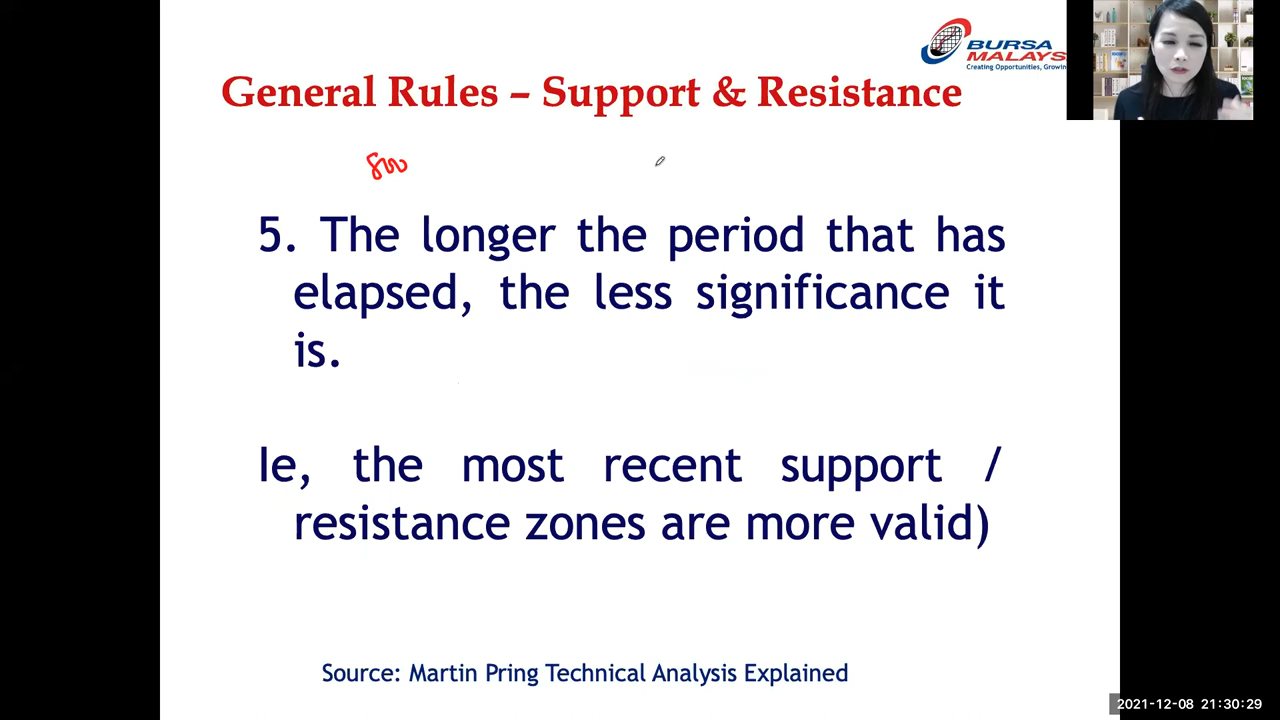 BURSA
MALAYS
Creating Opportunities, Growin
General Rules – Support & Resistance
5. The longer the period that has
elapsed, the less significance it
is.
Ie, the most recent support /
resistance zones are more valid)
Source: Martin Pring Technical Analysis Explained
2021-12-08 21:30:29